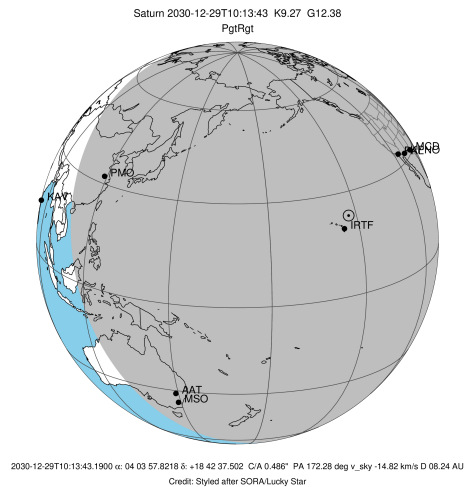 Saturn 2030-12-29T10:13:43 K9.27 G12.38
PgtRgt
MCD
PMO
KAV
IRTF
AAT
MSO
2030-12-29T10:13:43.1900 α: 04 03 57.8218 δ: +18 42 37.502 C/A 0.486" PA 172.28 deg v_sky -14.82 km/s D 08.24 AU
Credit: Styled after SORA/Lucky Star